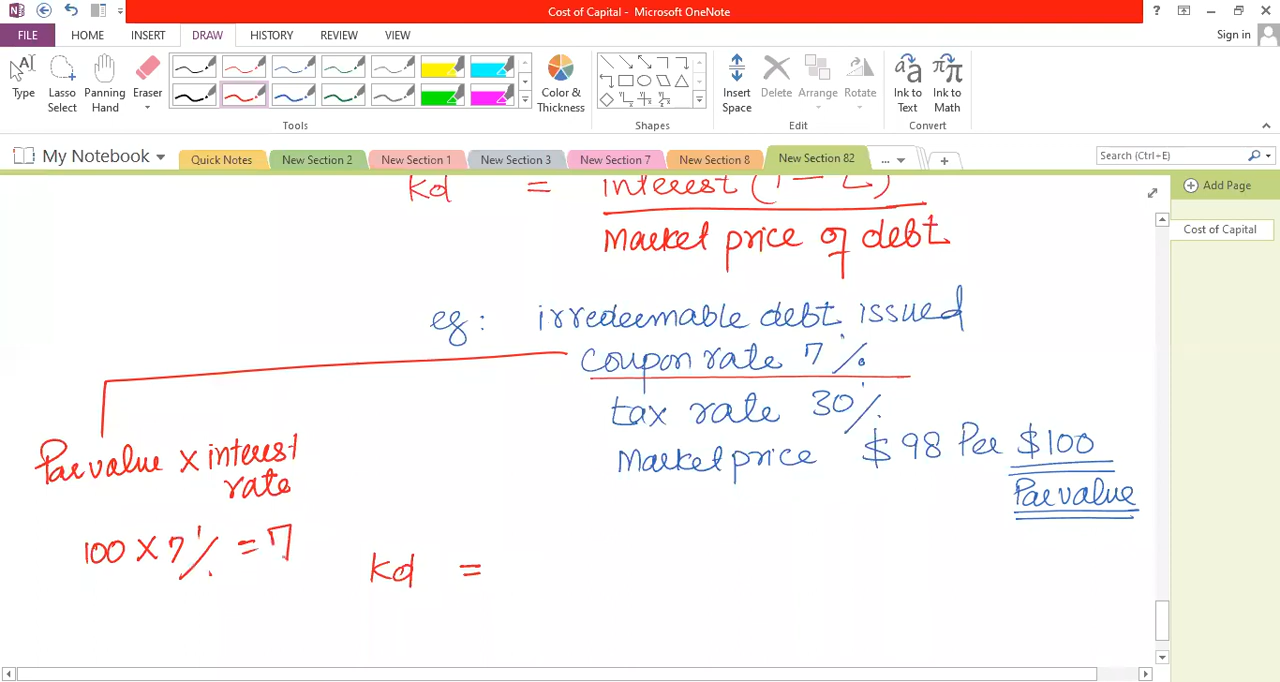 Cost of Capital - Microsoft OneNote
?
FILE HOME INSERT DRAW HISTORY REVIEW VIEW
Sign in
Type
Lasso Select
Panning Hand
Eraser
Color & Thickness
Insert Space
Delete
Arrange
Rotate
Ink to Text
Ink to Math
Tools
Shapes
Edit
Convert
My Notebook Quick Notes New Section 2 New Section 1 New Section 3 New Section 7 New Section 8 New Section 82 ...
Search (Ctrl+E)
Add Page
Cost of Capital
Kd = interest (1 - t)
Market price of debt
eg: irredeemable debt issued
coupon rate 7%
tax rate 30%
Market price $98 Per $100
Par value
Par value x interest
rate
100 x 7% = 7
Kd =